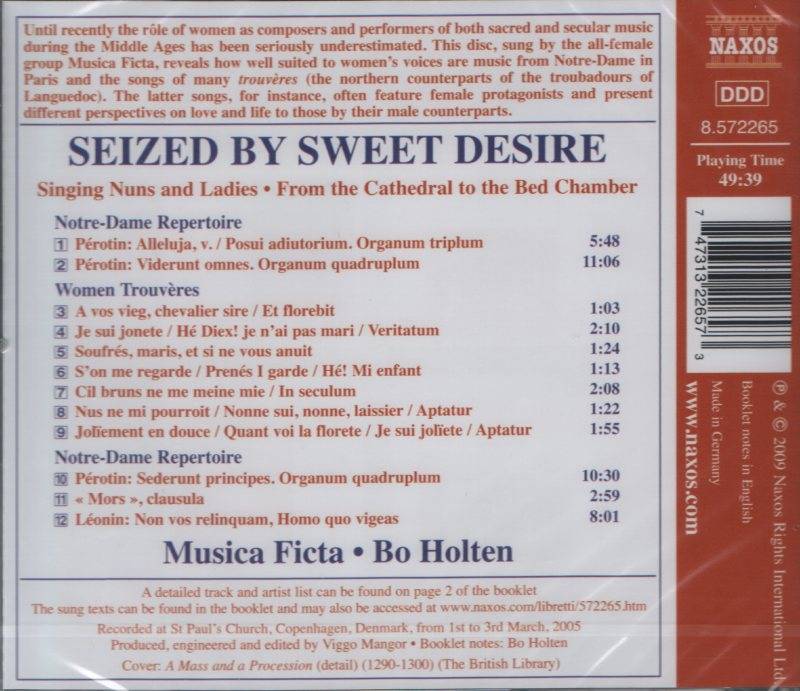 Until recently the rôle of women as composers and performers of both sacred and secular music
during the Middle Ages has been seriously underestimated. This disc, sung by the all-female
group Musica Ficta, reveals how well suited to women's voices are music from Notre-Dame in
Paris and the songs of many trouvères (the northern counterparts of the troubadours of
Languedoc). The latter songs, for instance, often feature female protagonists and present
different perspectives on love and life to those by their male counterparts.
SEIZED BY SWEET DESIRE
Singing Nuns and Ladies • From the Cathedral to the Bed Chamber
Notre-Dame Repertoire
1 Pérotin: Alleluja, v. / Posui adiutorium. Organum triplum 5:48
2 Pérotin: Viderunt omnes. Organum quadruplum 11:06
Women Trouvères
3 A vos vieg, chevalier sire / Et florebit 1:03
4 Je sui jonete / Hé Diex! je n'ai pas mari / Veritatum 2:10
5 Soufrés, maris, et si ne vous anuit 1:24
6 S'on me regarde / Prenés I garde / Hé! Mi enfant 1:13
7 Cil bruns ne me meine mie / In seculum 2:08
8 Nus ne mi pourroit / Nonne sui, nonne, laissier / Aptatur 1:22
9 Jolïement en douce / Quant voi la florete / Je sui jolïete / Aptatur 1:55
Notre-Dame Repertoire
10 Pérotin: Sederunt principes. Organum quadruplum 10:30
11 « Mors », clausula 2:59
12 Léonin: Non vos relinquam, Homo quo vigeas 8:01
Musica Ficta • Bo Holten
A detailed track and artist list can be found on page 2 of the booklet
The sung texts can be found in the booklet and may also be accessed at www.naxos.com/libretti/572265.htm
Recorded at St Paul's Church, Copenhagen, Denmark, from 1st to 3rd March, 2005
Produced, engineered and edited by Viggo Mangor • Booklet notes: Bo Holten
Cover: A Mass and a Procession (detail) (1290-1300) (The British Library)
NAXOS
DDD
8.572265
Playing Time
49:39
7 47313 22657 3
℗ & © 2009 Naxos Rights International Ltd.
Booklet notes in English
Made in Germany
www.naxos.com